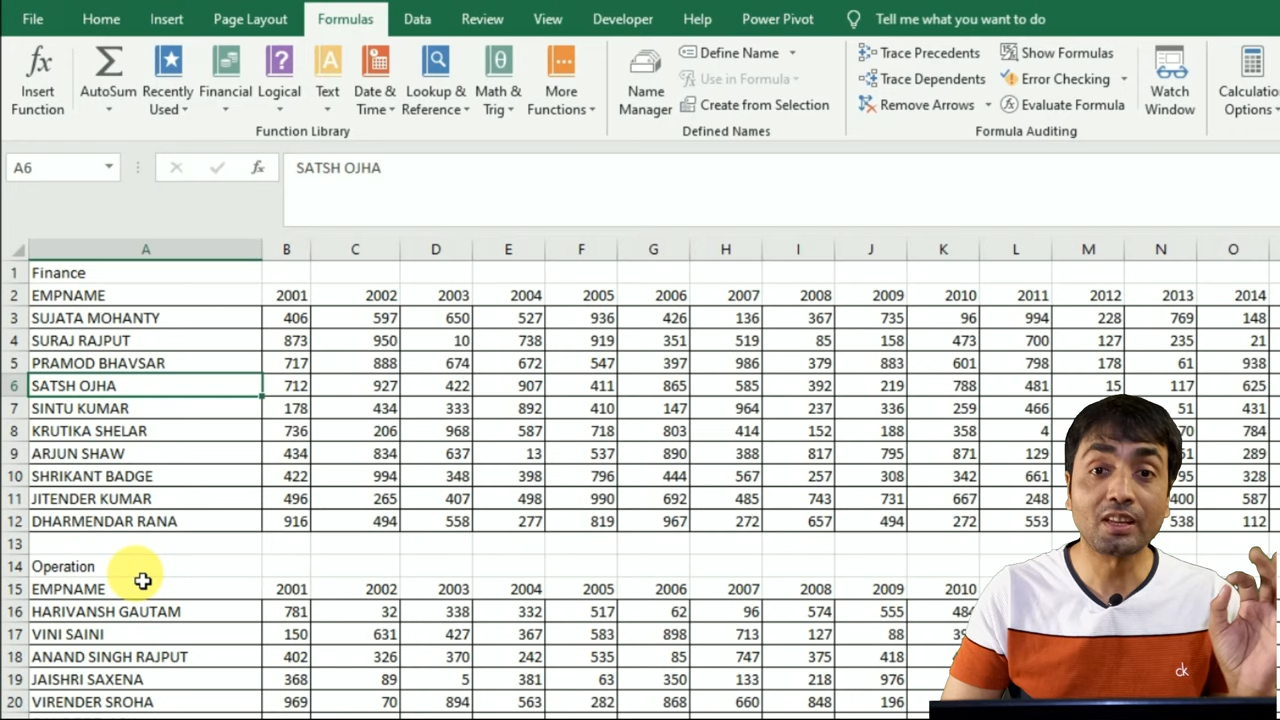 File Home Insert Page Layout Formulas Data Review View Developer Help Power Pivot Tell me what you want to do
fx Insert Function
AutoSum
Recently Used
Financial
Logical
Text
Date & Time
Lookup & Reference
Math & Trig
More Functions
Function Library
Name Manager
Define Name
Use in Formula
Create from Selection
Defined Names
Trace Precedents
Trace Dependents
Remove Arrows
Show Formulas
Error Checking
Evaluate Formula
Formula Auditing
Watch Window
Options
A6 fx SATSH OJHA
A B C D E F G H I J K L M N O
1 Finance
2 EMPNAME 2001 2002 2003 2004 2005 2006 2007 2008 2009 2010 2011 2012 2013 2014
3 SUJATA MOHANTY 406 597 650 527 936 426 136 367 735 96 994 228 769 148
4 SURAJ RAJPUT 873 950 10 738 919 351 519 85 158 473 700 127 235 21
5 PRAMOD BHAVSAR 717 888 674 672 547 397 986 379 883 601 798 178 61 938
6 SATSH OJHA 712 927 422 907 411 865 585 392 219 788 481 15 117 625
7 SINTU KUMAR 178 434 333 892 410 147 964 237 336 259 466 51 431
8 KRUTIKA SHELAR 736 206 968 587 718 803 414 152 188 358 4 784
9 ARJUN SHAW 434 834 637 13 537 890 388 817 795 871 129 289
10 SHRIKANT BADGE 422 994 348 398 796 444 567 257 308 342 661 328
11 JITENDER KUMAR 496 265 407 498 990 692 485 743 731 667 248 400 587
12 DHARMENDAR RANA 916 494 558 277 819 967 272 657 494 272 553 538 112
13
14 Operation
15 EMPNAME 2001 2002 2003 2004 2005 2006 2007 2008 2009 2010
16 HARIVANSH GAUTAM 781 32 338 332 517 62 96 574 555
17 VINI SAINI 150 631 427 367 583 898 713 127 88
18 ANAND SINGH RAJPUT 402 326 370 242 535 85 747 375 418
19 JAISHRI SAXENA 368 89 5 381 63 350 133 218 976
20 VIRENDER SROHA 969 70 894 563 282 868 660 848 196
ck